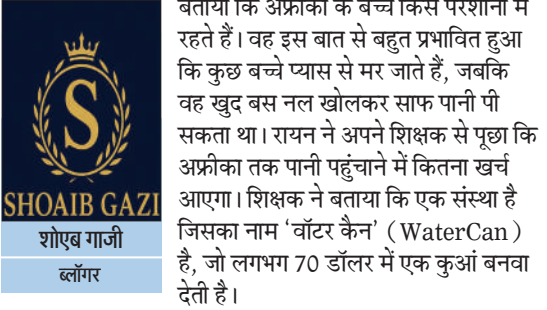 S
SHOAIB GAZI
शोएब गाजी
ब्लॉगर
बताया कि अफ्रीका के बच्चे किस परेशानी में
रहते हैं। वह इस बात से बहुत प्रभावित हुआ
कि कुछ बच्चे प्यास से मर जाते हैं, जबकि
वह खुद बस नल खोलकर साफ पानी पी
सकता था। रायन ने अपने शिक्षक से पूछा कि
अफ्रीका तक पानी पहुंचाने में कितना खर्च
आएगा। शिक्षक ने बताया कि एक संस्था है
जिसका नाम ‘वॉटर कैन’ ( WaterCan )
है, जो लगभग 70 डॉलर में एक कुआं बनवा
देती है।